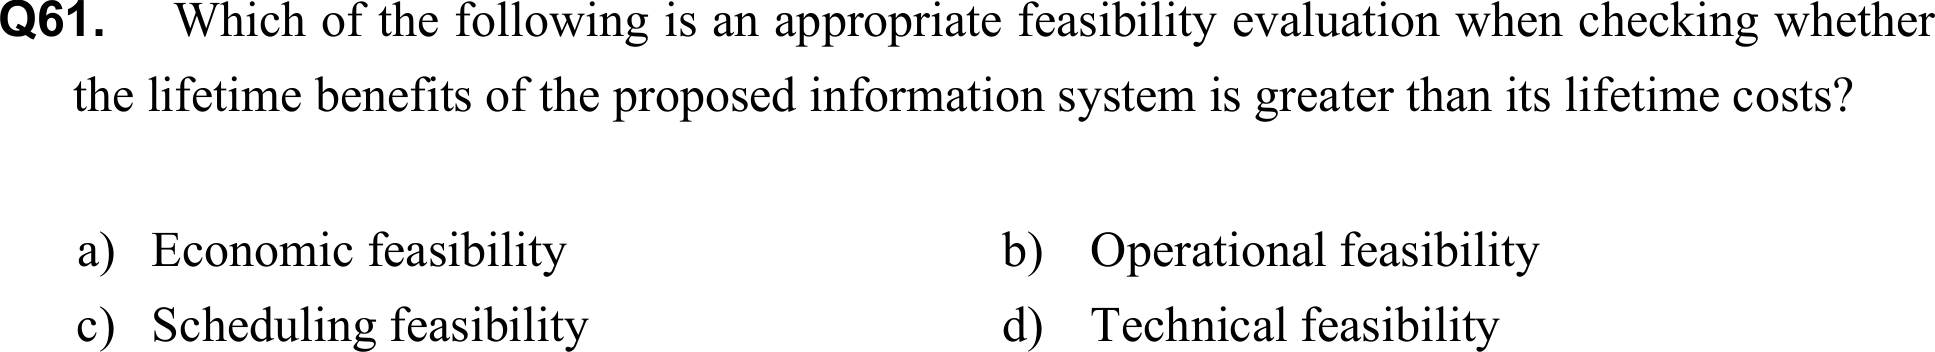 Q61. Which of the following is an appropriate feasibility evaluation when checking whether
the lifetime benefits of the proposed information system is greater than its lifetime costs?
a) Economic feasibility b) Operational feasibility
c) Scheduling feasibility d) Technical feasibility